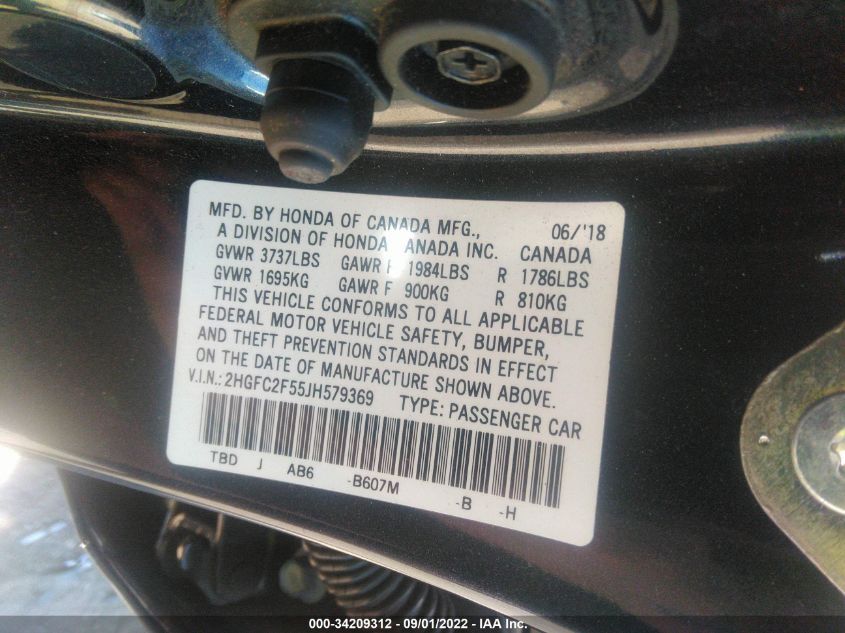 MFD. BY HONDA OF CANADA MFG., 06/'18
A DIVISION OF HONDA CANADA INC. CANADA
GVWR 3737LBS GAWR F 1984LBS R 1786LBS
GVWR 1695KG GAWR F 900KG R 810KG
THIS VEHICLE CONFORMS TO ALL APPLICABLE
FEDERAL MOTOR VEHICLE SAFETY, BUMPER,
AND THEFT PREVENTION STANDARDS IN EFFECT
ON THE DATE OF MANUFACTURE SHOWN ABOVE.
V.I.N.: 2HGFC2F55JH579369 TYPE: PASSENGER CAR
TBD J AB6 -B607M -B -H
000-34209312 - 09/01/2022 - IAA Inc.